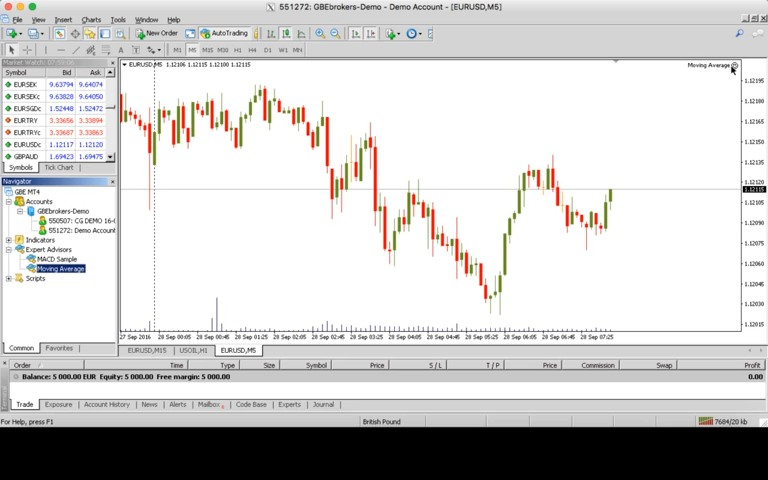 551272: GBEbrokers-Demo - Demo Account - [EURUSD,M5]
File View Insert Charts Tools Window Help
New Order AutoTrading
A T M1 M5 M15 M30 H1 H4 D1 W1 MN
Market Watch:
Symbol Bid Ask
EURSEK 9.63794 9.64074
EURSEKc 9.63828 9.64050
EURSGDc 1.52448 1.52472
EURTRY 3.33656 3.33894
EURTRYc 3.33687 3.33863
EURUSDc 1.12117 1.12120
GBPAUD 1.69423 1.69475
Symbols Tick Chart
Navigator
GBE MT4
Accounts
GBEbrokers-Demo
550507: CG DEMO 16-(
551272: Demo Account
Indicators
Expert Advisors
MACD Sample
Moving Average
Scripts
Common Favorites
EURUSD,M5 1.12106 1.12115 1.12100 1.12115
Moving Average
1.12195
1.12180
1.12165
1.12150
1.12135
1.12120
1.12115
1.12105
1.12090
1.12075
1.12060
1.12045
1.12030
1.12015
27 Sep 2016 28 Sep 00:05 28 Sep 00:45 28 Sep 01:25 28 Sep 02:05 28 Sep 02:45 28 Sep 03:25 28 Sep 04:05 28 Sep 04:45 28 Sep 05:25 28 Sep 06:05 28 Sep 06:45 28 Sep 07:25
EURUSD,M15 USOIL,H1 EURUSD,M5
Order Time Type Size Symbol Price S / L T / P Price Commission Swap Profit
Balance: 5 000.00 EUR Equity: 5 000.00 Free margin: 5 000.00 0.00
Trade Exposure Account History News Alerts Mailbox Code Base Experts Journal
For Help, press F1 British Pound 7684/20 kb